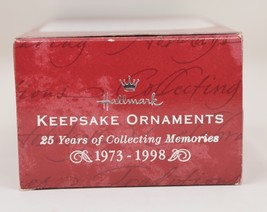 Hallmark
KEEPSAKE ORNAMENTS
25 Years of Collecting Memories
1973 - 1998